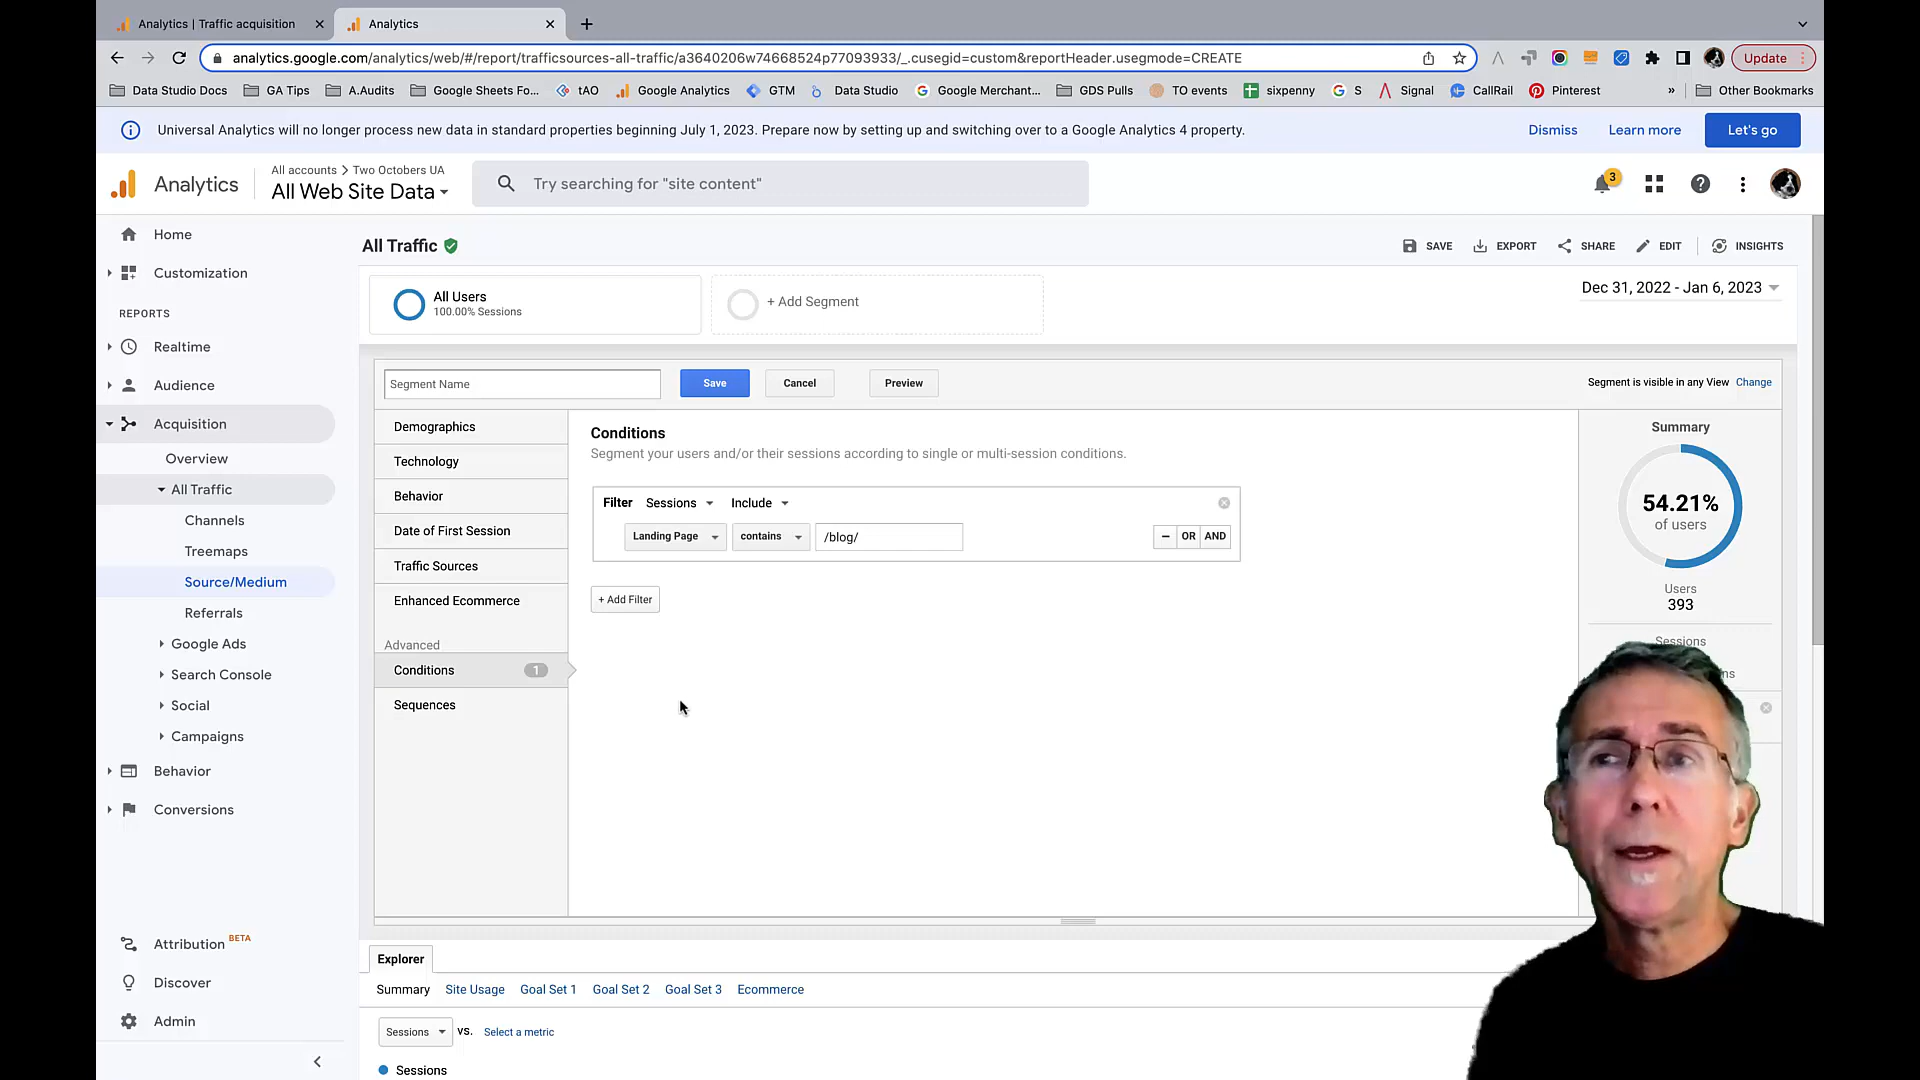 Analytics | Traffic acquisition
Analytics
analytics.google.com/analytics/web/#/report/trafficsources-all-traffic/a3640206w74668524p77093933/_.cusegid=custom&reportHeader.usegmode=CREATE
Update
Data Studio Docs
GA Tips
A.Audits
Google Sheets Fo...
tAO
Google Analytics
GTM
Data Studio
Google Merchant...
GDS Pulls
TO events
sixpenny
S
Signal
CallRail
Pinterest
»
Other Bookmarks
Universal Analytics will no longer process new data in standard properties beginning July 1, 2023. Prepare now by setting up and switching over to a Google Analytics 4 property.
Dismiss
Learn more
Let's go
Analytics
All accounts > Two Octobers UA
All Web Site Data
Try searching for "site content"
3
Home
Customization
REPORTS
Realtime
Audience
Acquisition
Overview
All Traffic
Channels
Treemaps
Source/Medium
Referrals
Google Ads
Search Console
Social
Campaigns
Behavior
Conversions
Attribution BETA
Discover
Admin
All Traffic
SAVE
EXPORT
SHARE
EDIT
INSIGHTS
All Users
100.00% Sessions
+ Add Segment
Dec 31, 2022 - Jan 6, 2023
Segment Name
Save
Cancel
Preview
Segment is visible in any View
Change
Demographics
Technology
Behavior
Date of First Session
Traffic Sources
Enhanced Ecommerce
Advanced
Conditions
1
Sequences
Conditions
Segment your users and/or their sessions according to single or multi-session conditions.
Filter
Sessions
Include
Landing Page
contains
/blog/
−
OR
AND
+ Add Filter
Summary
54.21%
of users
Users
393
Sessions
Explorer
Summary
Site Usage
Goal Set 1
Goal Set 2
Goal Set 3
Ecommerce
Sessions
VS.
Select a metric
Sessions